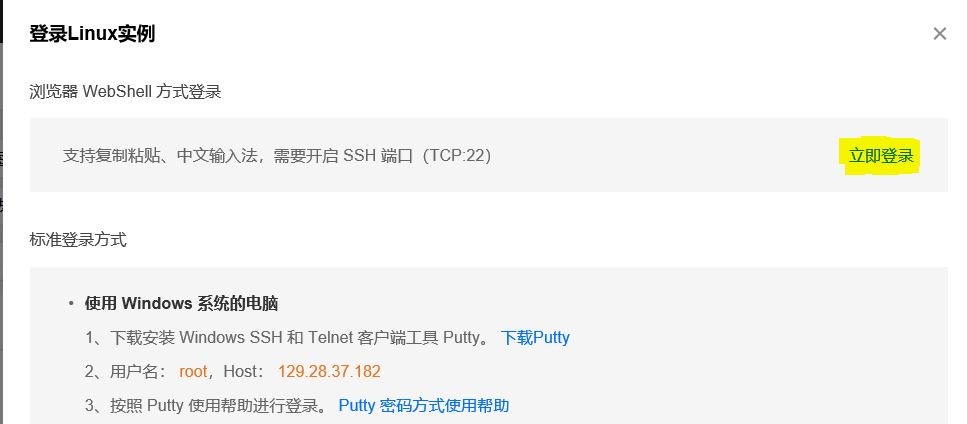 登录Linux实例
浏览器 WebShell 方式登录
支持复制粘贴、中文输入法，需要开启 SSH 端口（TCP:22）
立即登录
标准登录方式
• 使用 Windows 系统的电脑
1、下载安装 Windows SSH 和 Telnet 客户端工具 Putty。 下载Putty
2、用户名： root，Host： 129.28.37.182
3、按照 Putty 使用帮助进行登录。 Putty 密码方式使用帮助